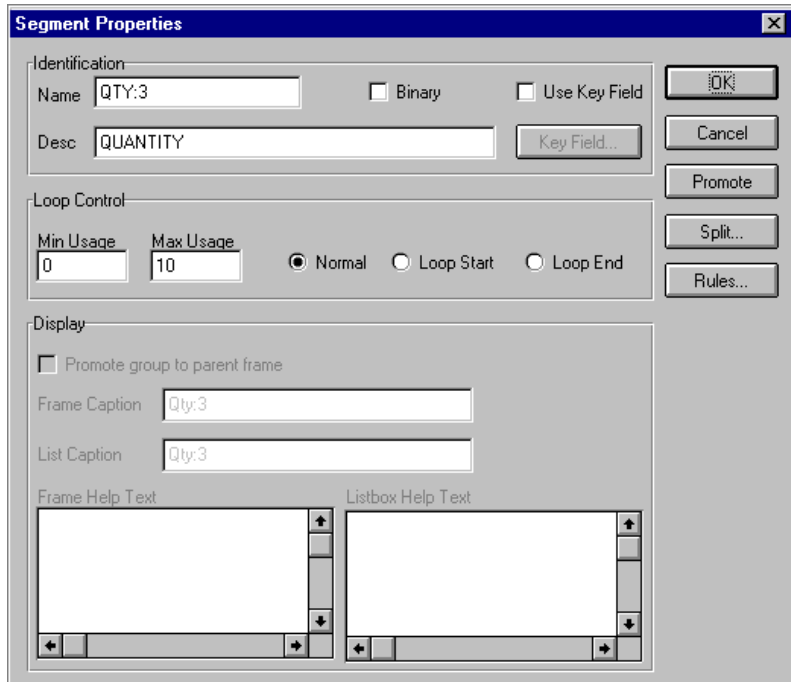 Segment Properties
Identification
Name QTY:3 Binary Use Key Field
Desc QUANTITY Key Field...
Loop Control
Min Usage Max Usage
0 10 Normal Loop Start Loop End
Display
Promote group to parent frame
Frame Caption Qty:3
List Caption Qty:3
Frame Help Text Listbox Help Text
OK
Cancel
Promote
Split...
Rules...